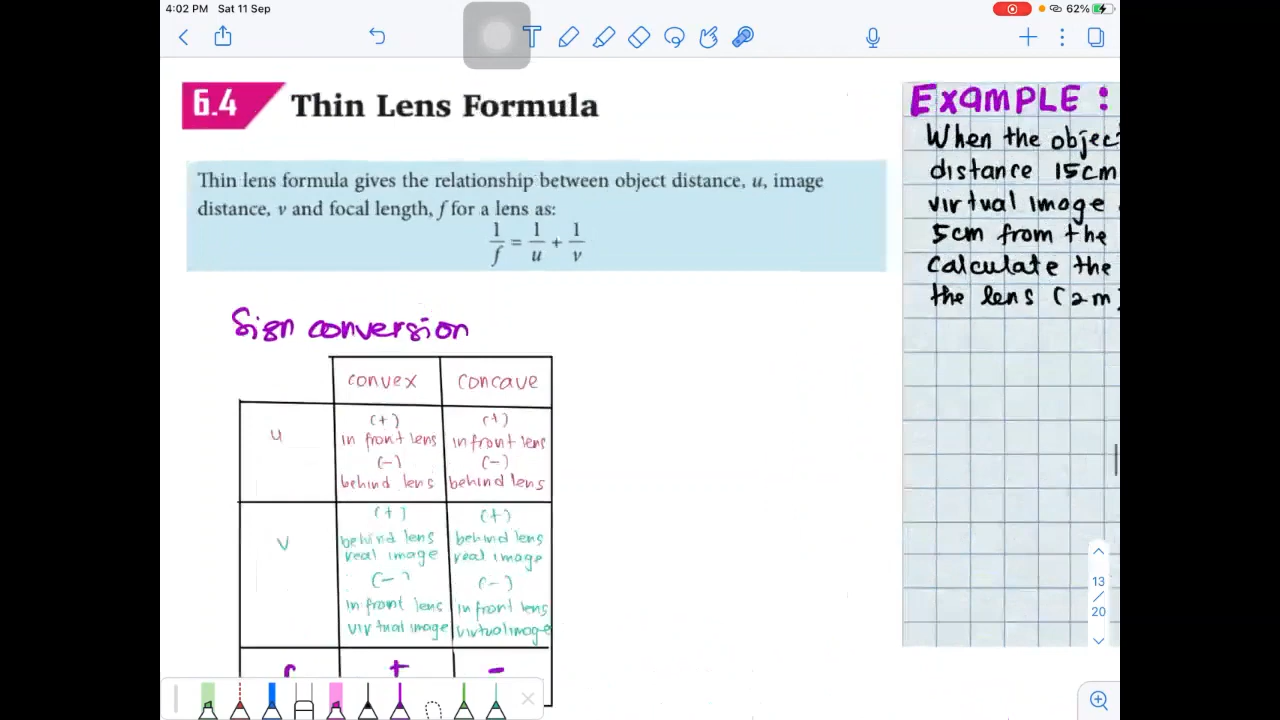 4:02 PM Sat 11 Sep
62%
6.4 Thin Lens Formula
Thin lens formula gives the relationship between object distance, u, image
distance, v and focal length, f for a lens as:
1/f = 1/u + 1/v
Sign conversion
convex concave
u
(+) (+)
in front lens in front lens
(-) (-)
behind lens behind lens
v
(+) (+)
behind lens behind lens
real image real image
(-) (-)
in front lens in front lens
virtual image virtual image
f + -
EXAMPLE :
When the objec
distance 15cm
virtual image
5cm from the
Calculate the
the lens (2m
13
/
20